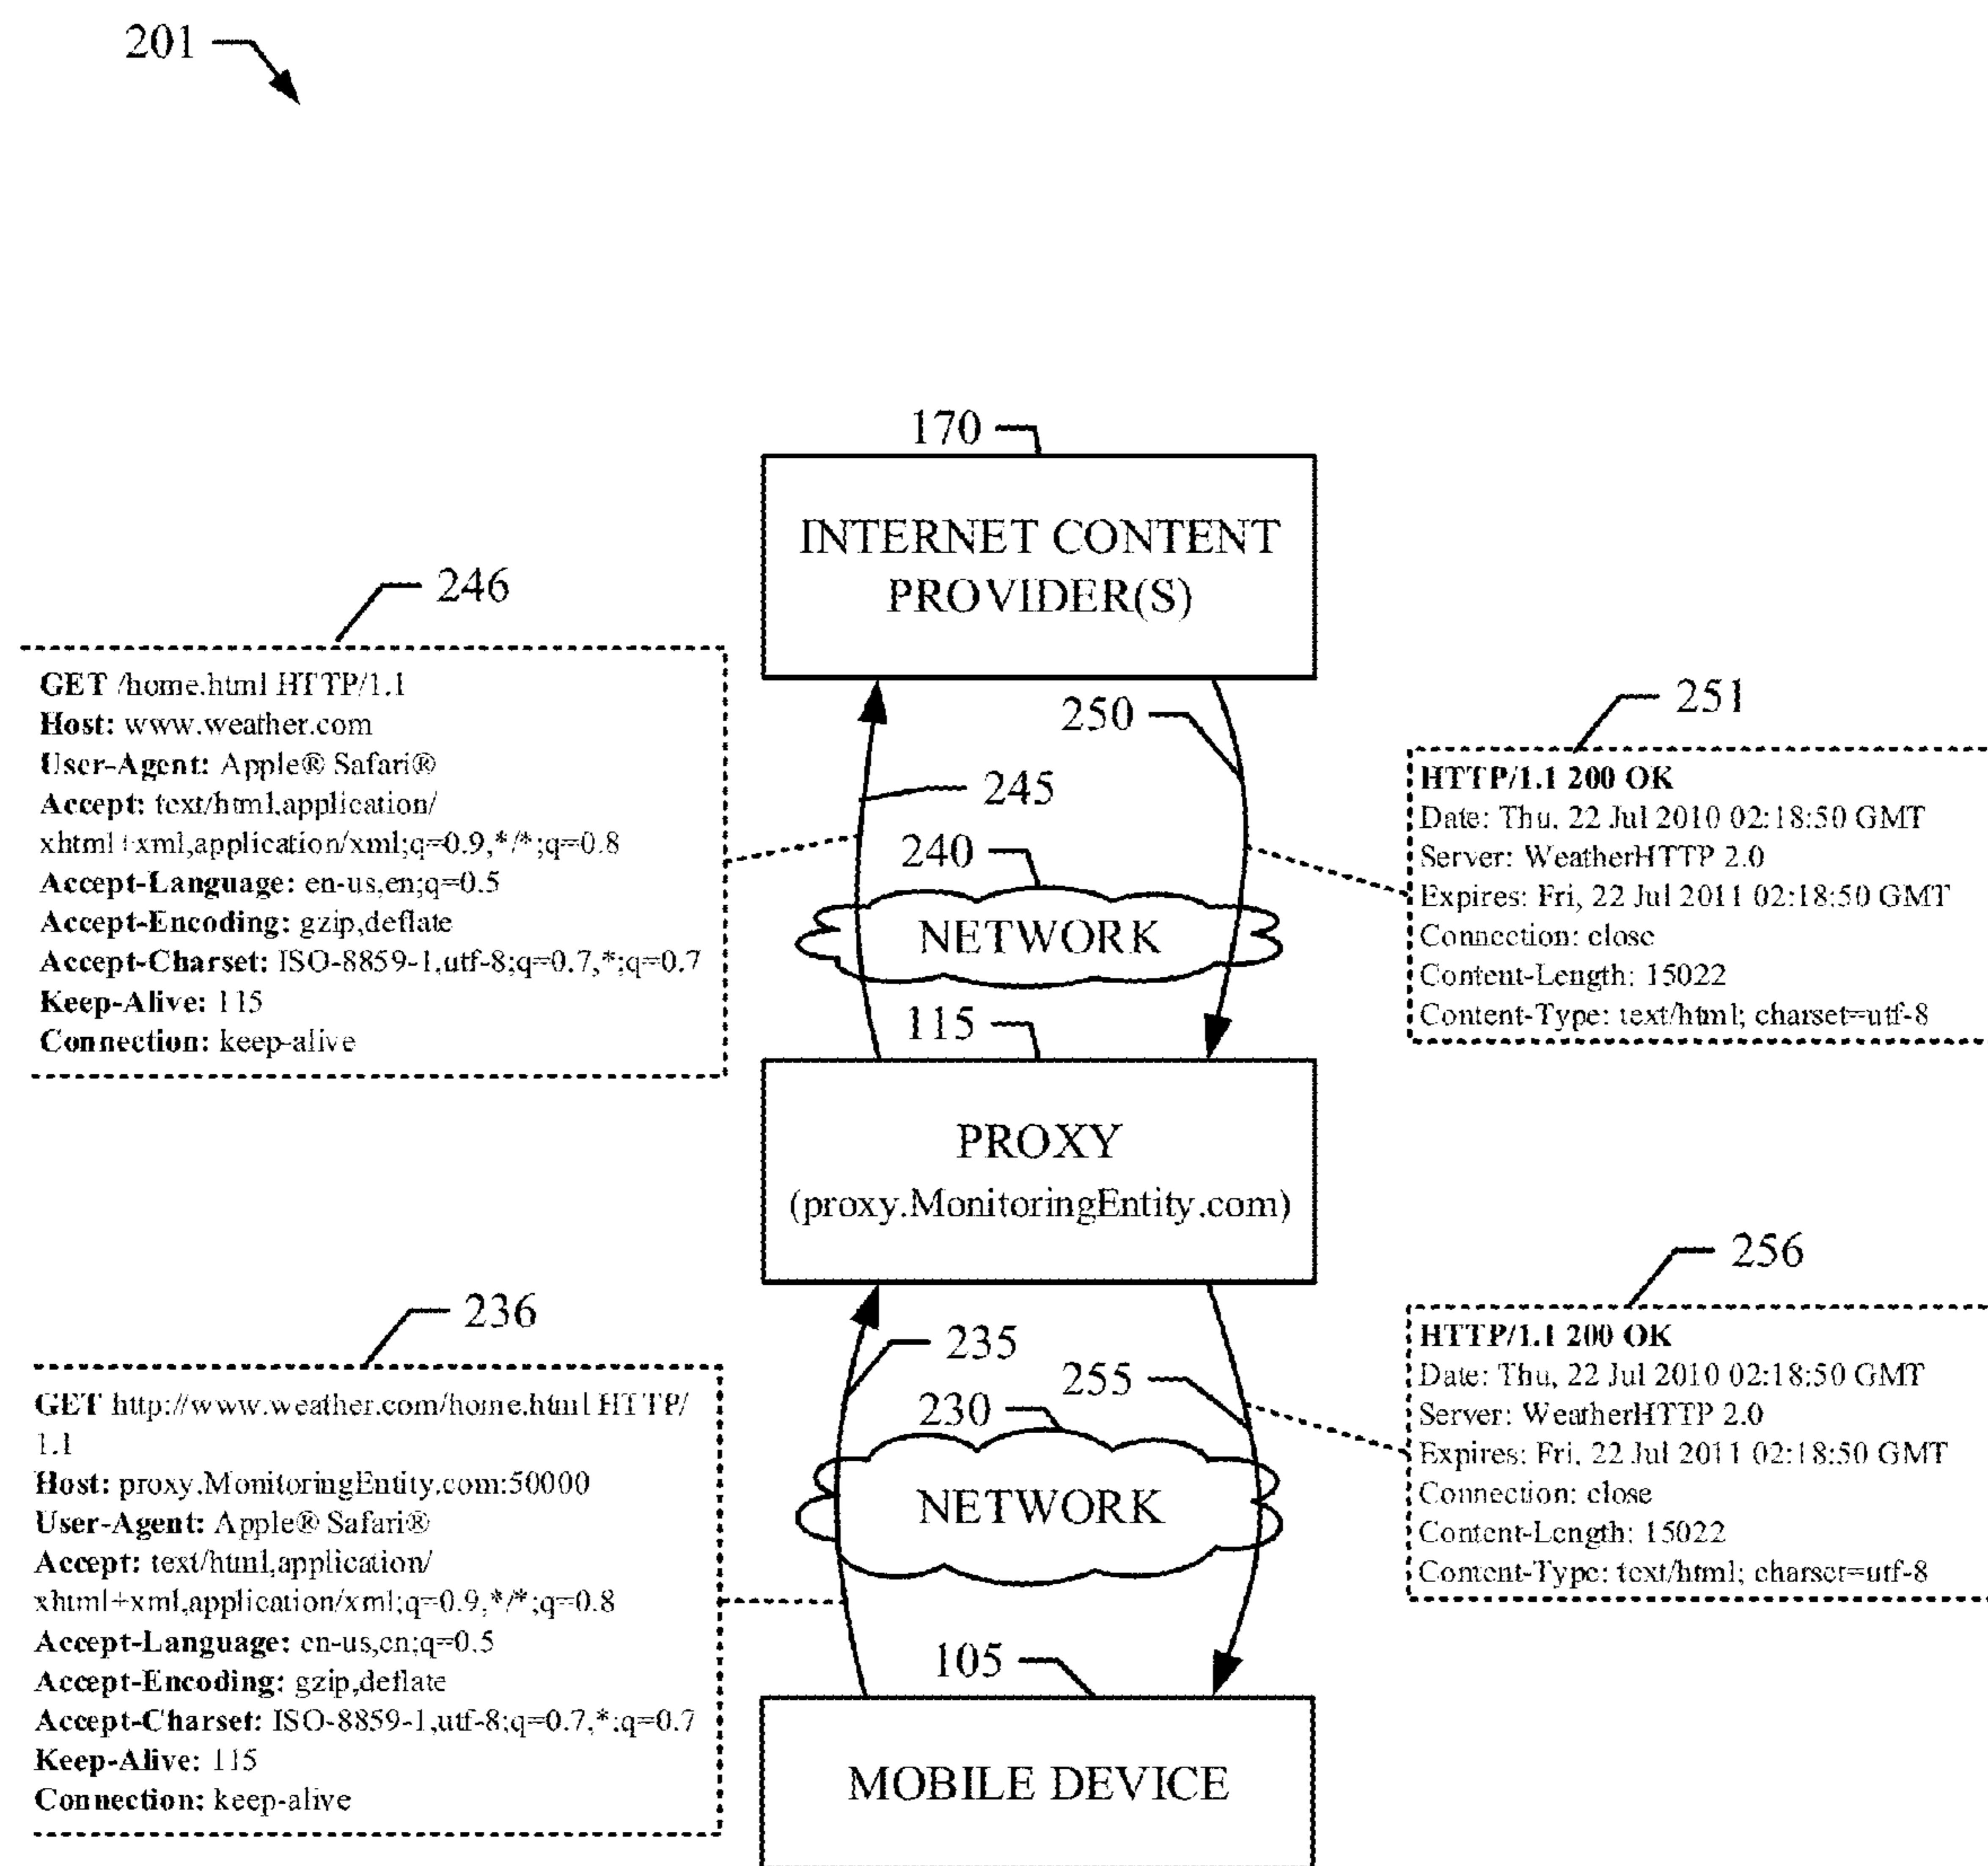 201
170
INTERNET CONTENT
PROVIDER(S)
246
GET /home.html HTTP/1.1
Host: www.weather.com
User-Agent: Apple® Safari®
Accept: text/html,application/
xhtml+xml,application/xml;q=0.9,*/*;q=0.8
Accept-Language: en-us,en;q=0.5
Accept-Encoding: gzip,deflate
Accept-Charset: ISO-8859-1,utf-8;q=0.7,*;q=0.7
Keep-Alive: 115
Connection: keep-alive
250
245
240
NETWORK
251
HTTP/1.1 200 OK
Date: Thu, 22 Jul 2010 02:18:50 GMT
Server: WeatherHTTP 2.0
Expires: Fri, 22 Jul 2011 02:18:50 GMT
Connection: close
Content-Length: 15022
Content-Type: text/html; charset=utf-8
115
PROXY
(proxy.MonitoringEntity.com)
236
GET http://www.weather.com/home.html HTTP/
1.1
Host: proxy.MonitoringEntity.com:50000
User-Agent: Apple® Safari®
Accept: text/html,application/
xhtml+xml,application/xml;q=0.9,*/*;q=0.8
Accept-Language: en-us,en;q=0.5
Accept-Encoding: gzip,deflate
Accept-Charset: ISO-8859-1,utf-8;q=0.7,*;q=0.7
Keep-Alive: 115
Connection: keep-alive
235
255
230
NETWORK
256
HTTP/1.1 200 OK
Date: Thu, 22 Jul 2010 02:18:50 GMT
Server: WeatherHTTP 2.0
Expires: Fri, 22 Jul 2011 02:18:50 GMT
Connection: close
Content-Length: 15022
Content-Type: text/html; charset=utf-8
105
MOBILE DEVICE